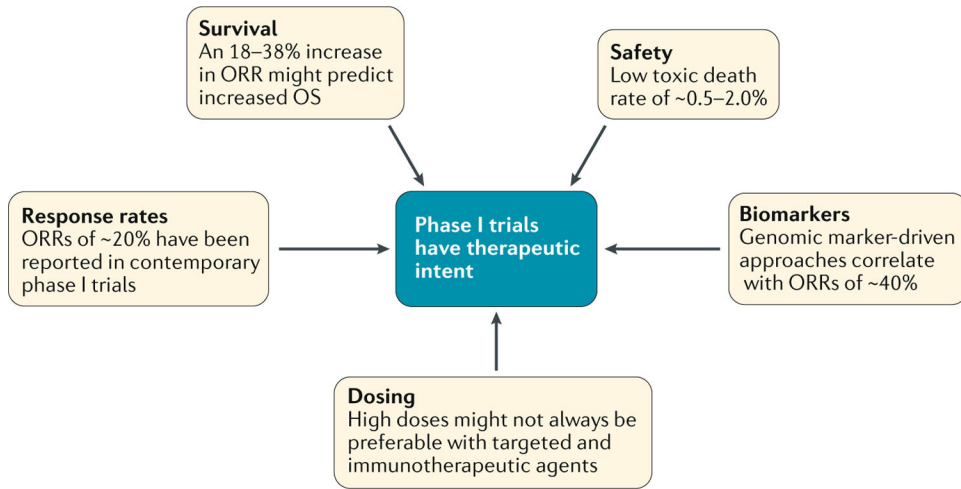 Survival
An 18–38% increase
in ORR might predict
increased OS
Safety
Low toxic death
rate of ~0.5–2.0%
Response rates
ORRs of ~20% have been
reported in contemporary
phase I trials
Phase I trials
have therapeutic
intent
Biomarkers
Genomic marker-driven
approaches correlate
with ORRs of ~40%
Dosing
High doses might not always be
preferable with targeted and
immunotherapeutic agents